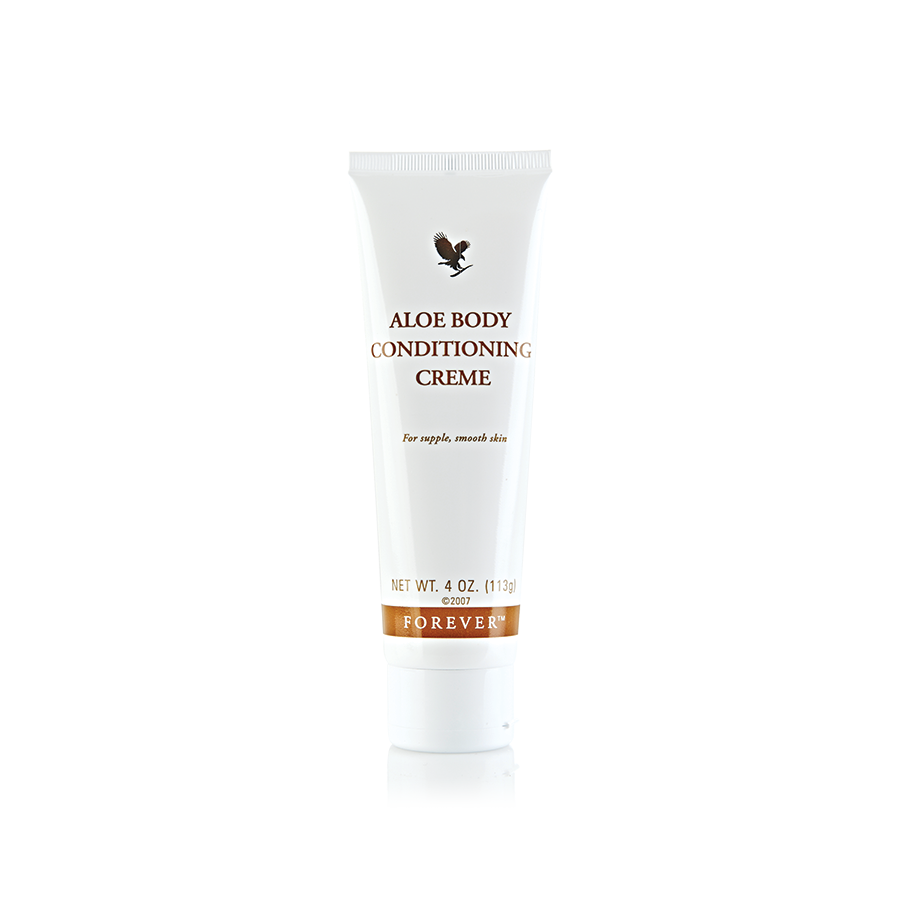 ALOE BODY
CONDITIONING
CREME
For supple, smooth skin
NET WT. 4 OZ. (113g)
©2007
FOREVER™